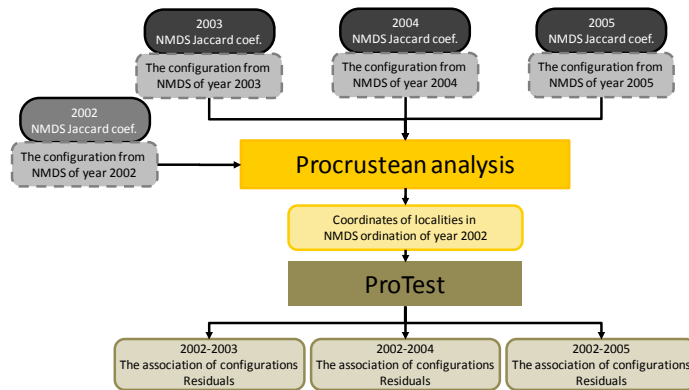 2003
NMDS Jaccard coef.
The configuration from
NMDS of year 2003
2004
NMDS Jaccard coef.
The configuration from
NMDS of year 2004
2005
NMDS Jaccard coef.
The configuration from
NMDS of year 2005
2002
NMDS Jaccard coef.
The configuration from
NMDS of year 2002
Procrustean analysis
Coordinates of localities in
NMDS ordination of year 2002
ProTest
2002-2003
The association of configurations
Residuals
2002-2004
The association of configurations
Residuals
2002-2005
The association of configurations
Residuals